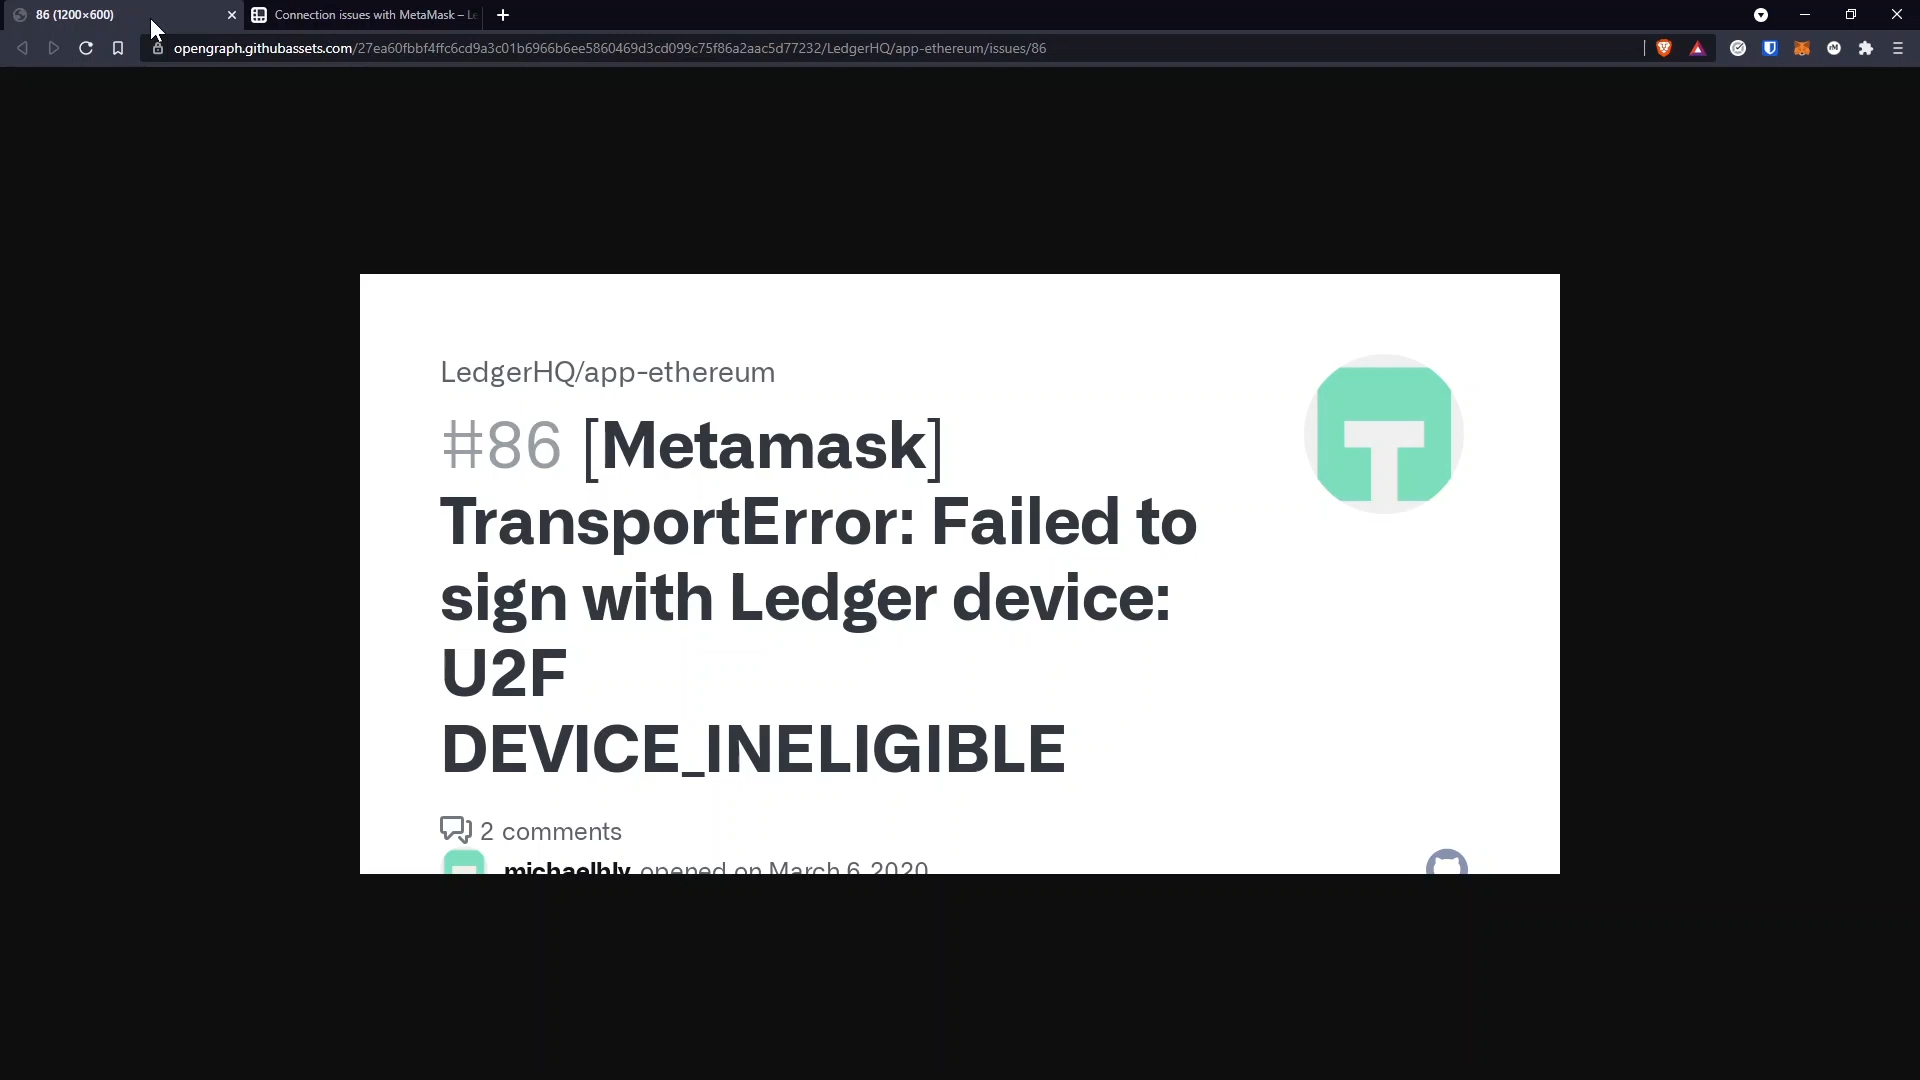 86 (1200×600)
Connection issues with MetaMask – Le
opengraph.githubassets.com/27ea60fbbf4ffc6cd9a3c01b6966b6ee5860469d3cd099c75f86a2aac5d77232/LedgerHQ/app-ethereum/issues/86
LedgerHQ/app-ethereum
#86 [Metamask]
TransportError: Failed to
sign with Ledger device:
U2F
DEVICE_INELIGIBLE
2 comments
michaelhly opened on March 6, 2020